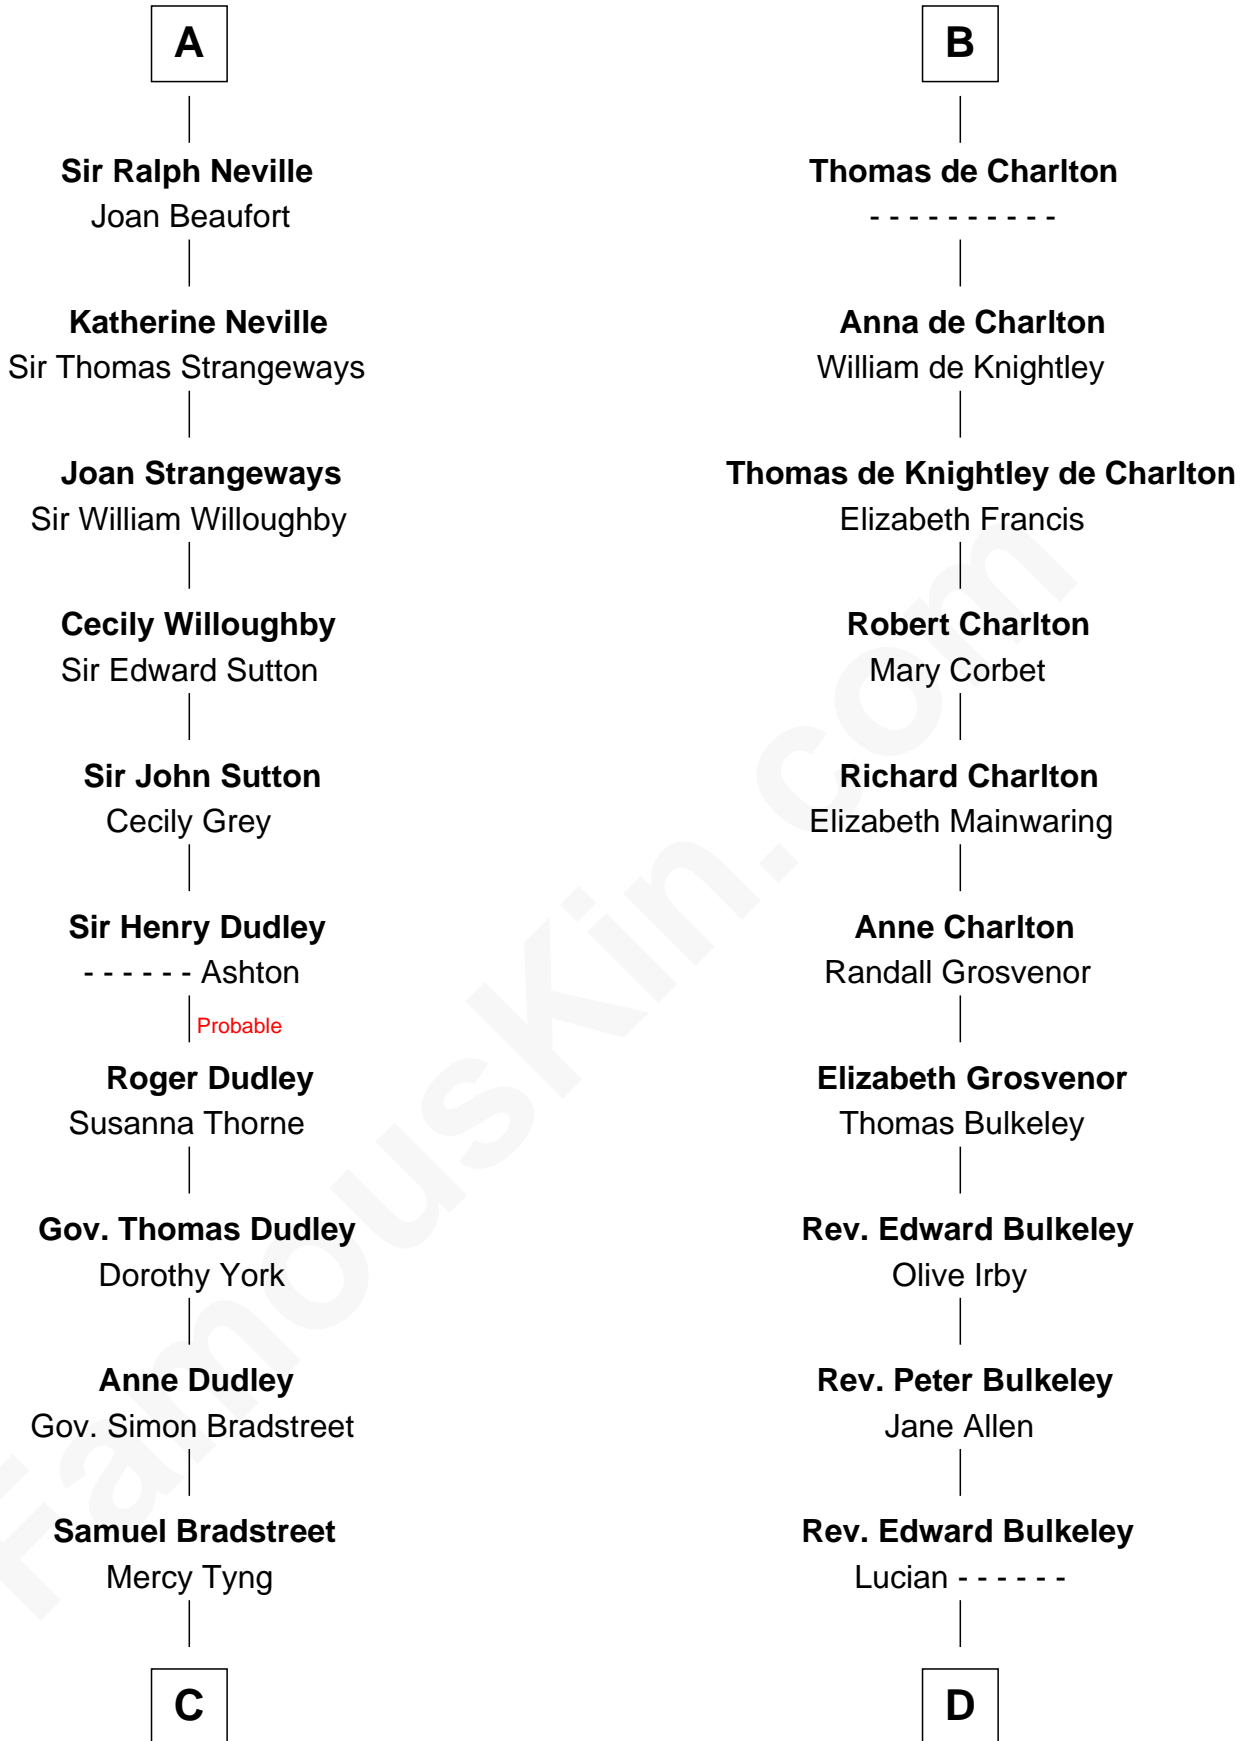 A
Sir Ralph Neville
Joan Beaufort
Katherine Neville
Sir Thomas Strangeways
Joan Strangeways
Sir William Willoughby
Cecily Willoughby
Sir Edward Sutton
Sir John Sutton
Cecily Grey
Sir Henry Dudley
- - - - - - Ashton
Probable
Roger Dudley
Susanna Thorne
Gov. Thomas Dudley
Dorothy York
Anne Dudley
Gov. Simon Bradstreet
Samuel Bradstreet
Mercy Tyng
C
B
Thomas de Charlton
- - - - - - - - - -
Anna de Charlton
William de Knightley
Thomas de Knightley de Charlton
Elizabeth Francis
Robert Charlton
Mary Corbet
Richard Charlton
Elizabeth Mainwaring
Anne Charlton
Randall Grosvenor
Elizabeth Grosvenor
Thomas Bulkeley
Rev. Edward Bulkeley
Olive Irby
Rev. Peter Bulkeley
Jane Allen
Rev. Edward Bulkeley
Lucian - - - - - -
D
FamousKin.com